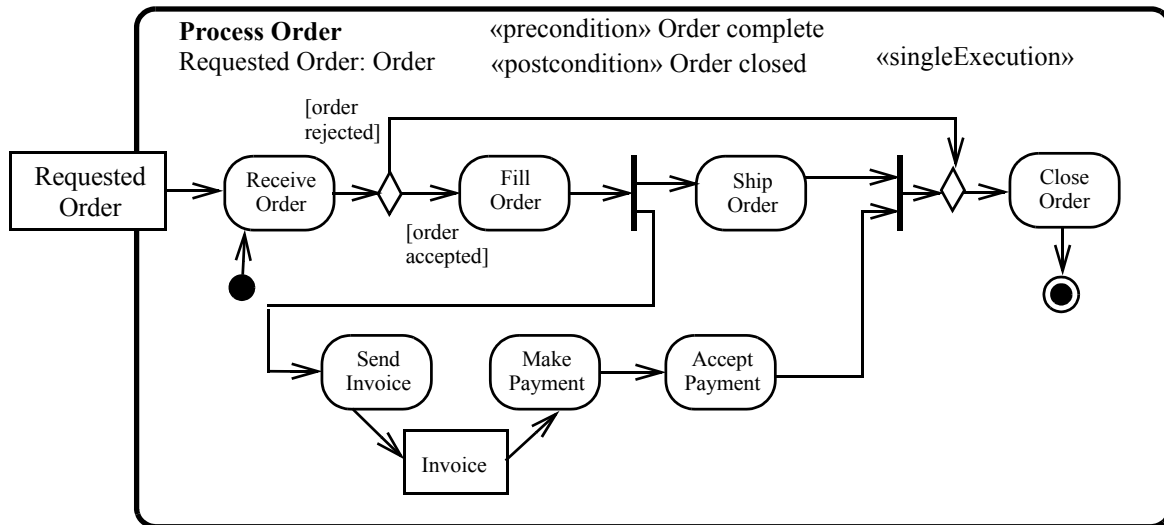 Process Order
Requested Order: Order
«precondition» Order complete
«postcondition» Order closed
«singleExecution»
[order
rejected]
Requested
Order
Receive
Order
Fill
Order
Ship
Order
Close
Order
[order
accepted]
Send
Invoice
Make
Payment
Accept
Payment
Invoice